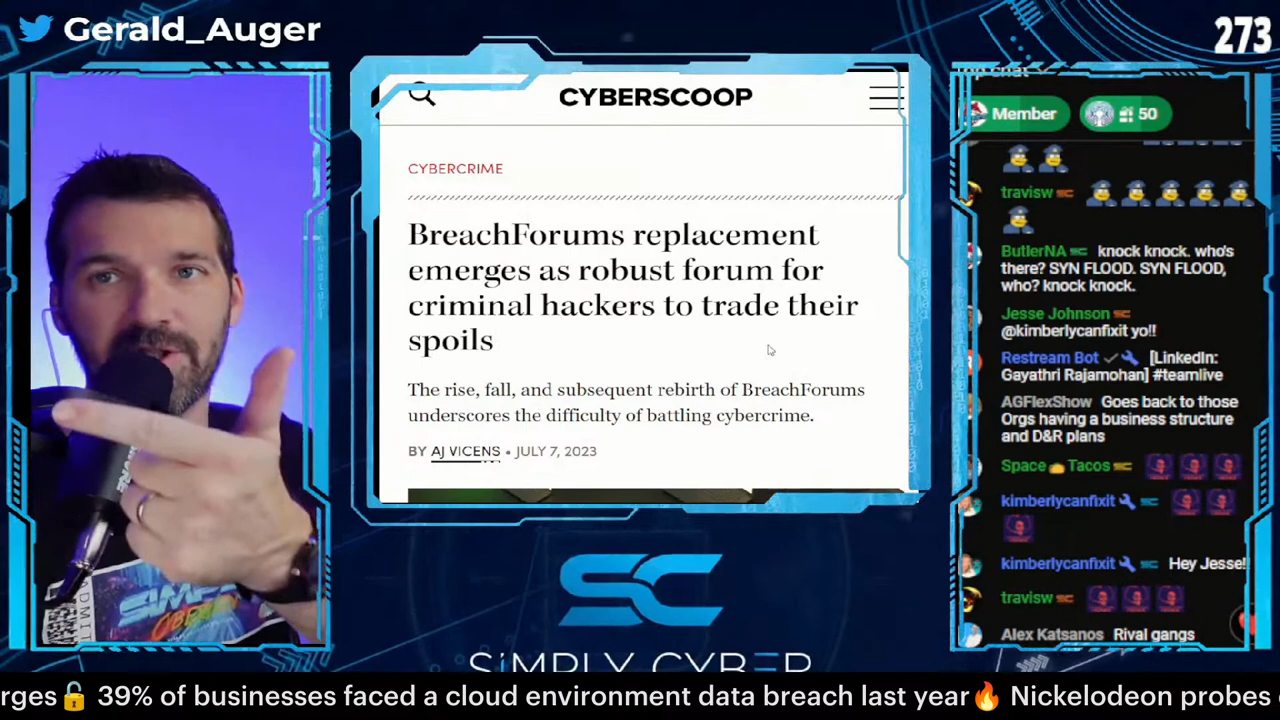 Gerald_Auger
273
CYBERSCOOP
CYBERCRIME
BreachForums replacement
emerges as robust forum for
criminal hackers to trade their
spoils
The rise, fall, and subsequent rebirth of BreachForums
underscores the difficulty of battling cybercrime.
BY AJ VICENS • JULY 7, 2023
Member
50
travisw
ButlerNA knock knock. who's
there? SYN FLOOD. SYN FLOOD,
who? knock knock.
Jesse Johnson
@kimberlycanfixit yo!!
Restream Bot [LinkedIn:
Gayathri Rajamohan] #teamlive
AGFlexShow Goes back to those
Orgs having a business structure
and D&R plans
Space Tacos
kimberlycanfixit
kimberlycanfixit Hey Jesse!
travisw
Alex Katsanos Rival gangs
ADMIT
SC
SIMPLY CYBER
rges🔓 39% of businesses faced a cloud environment data breach last year🔥 Nickelodeon probes